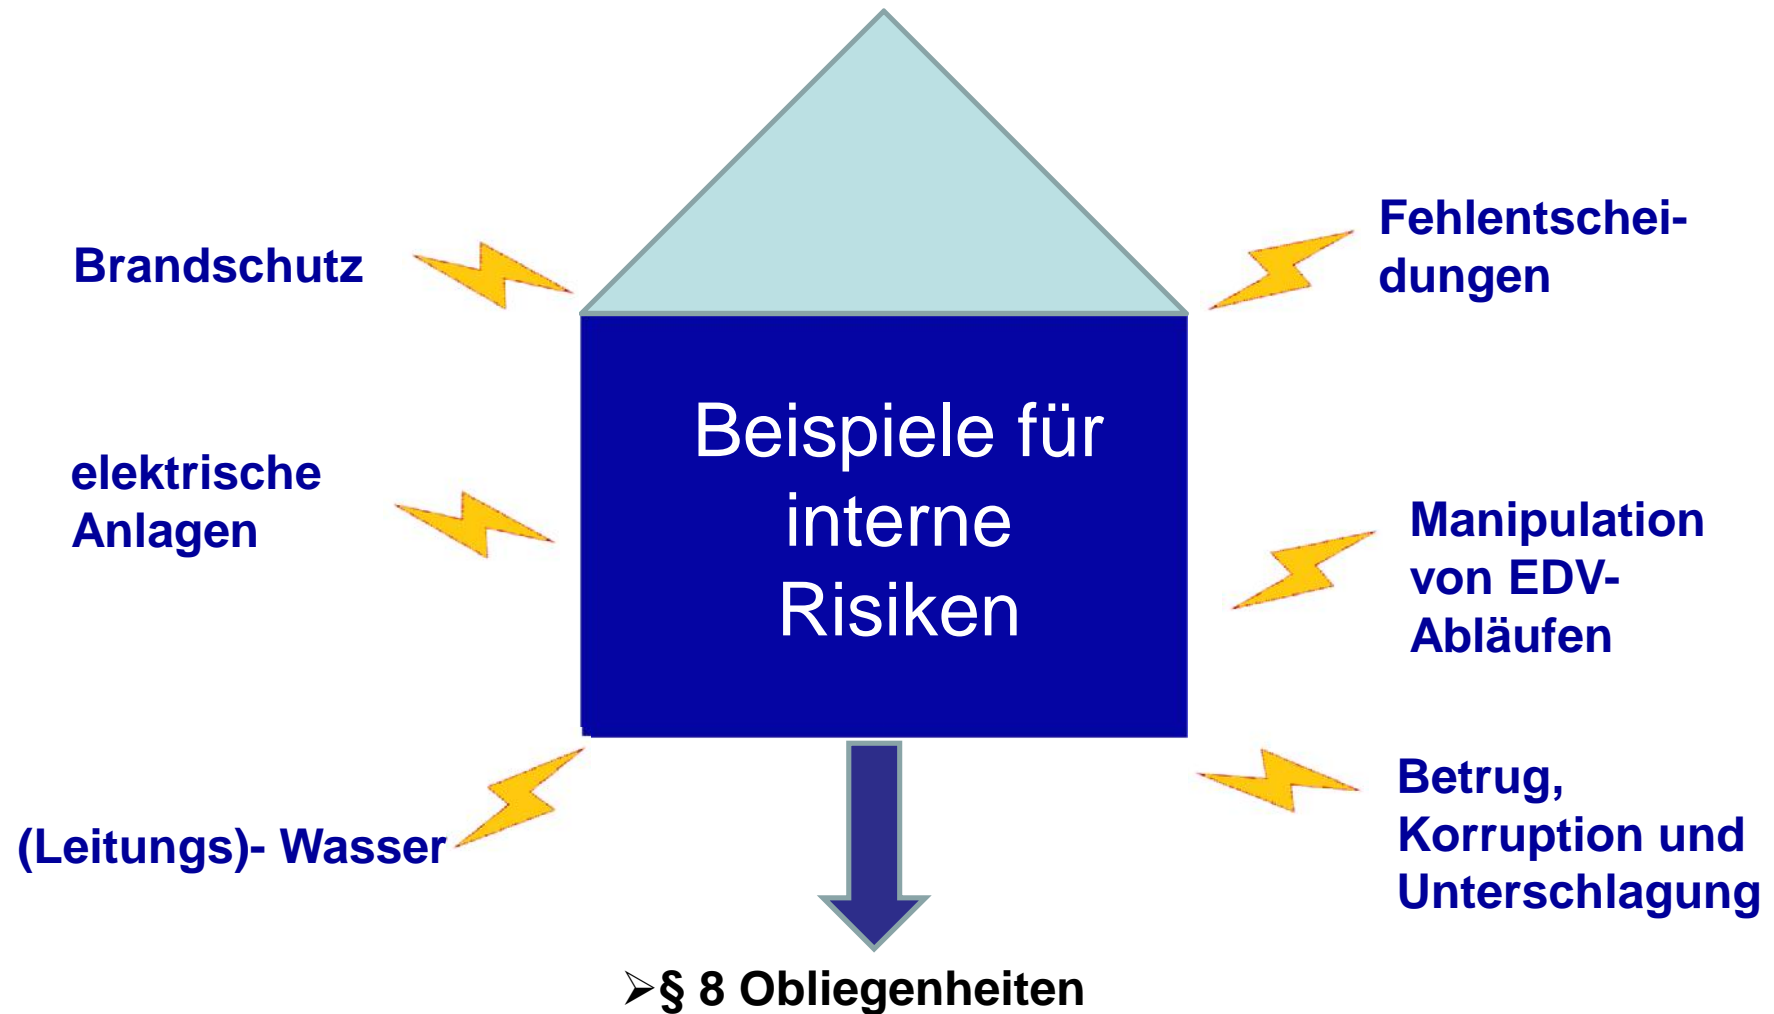 Brandschutz
elektrische
Anlagen
(Leitungs)- Wasser
Beispiele für
interne
Risiken
Fehlentschei-
dungen
Manipulation
von EDV-
Abläufen
Betrug,
Korruption und
Unterschlagung
➢§ 8 Obliegenheiten